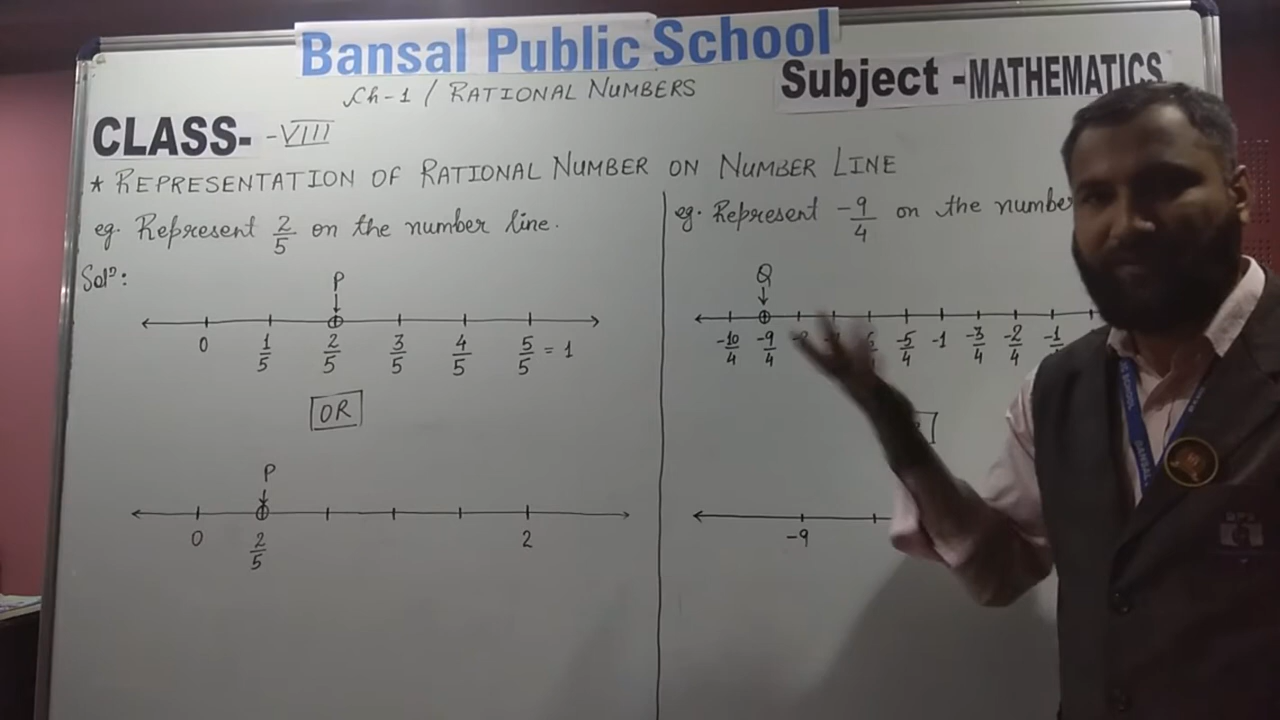 Bansal Public School
Subject -MATHEMATICS
Ch-1 / RATIONAL NUMBERS
CLASS- -VIII
* REPRESENTATION OF RATIONAL NUMBER ON NUMBER LINE
eg. Represent 2/5 on the number line.
Solⁿ:
P
0 1/5 2/5 3/5 4/5 5/5 = 1
OR
P
0 2/5 2
eg. Represent -9/4 on the number
Q
-10/4 -9/4 -5/4 -1 -3/4 -2/4 -1
-9
SCHOOL
BANSAL